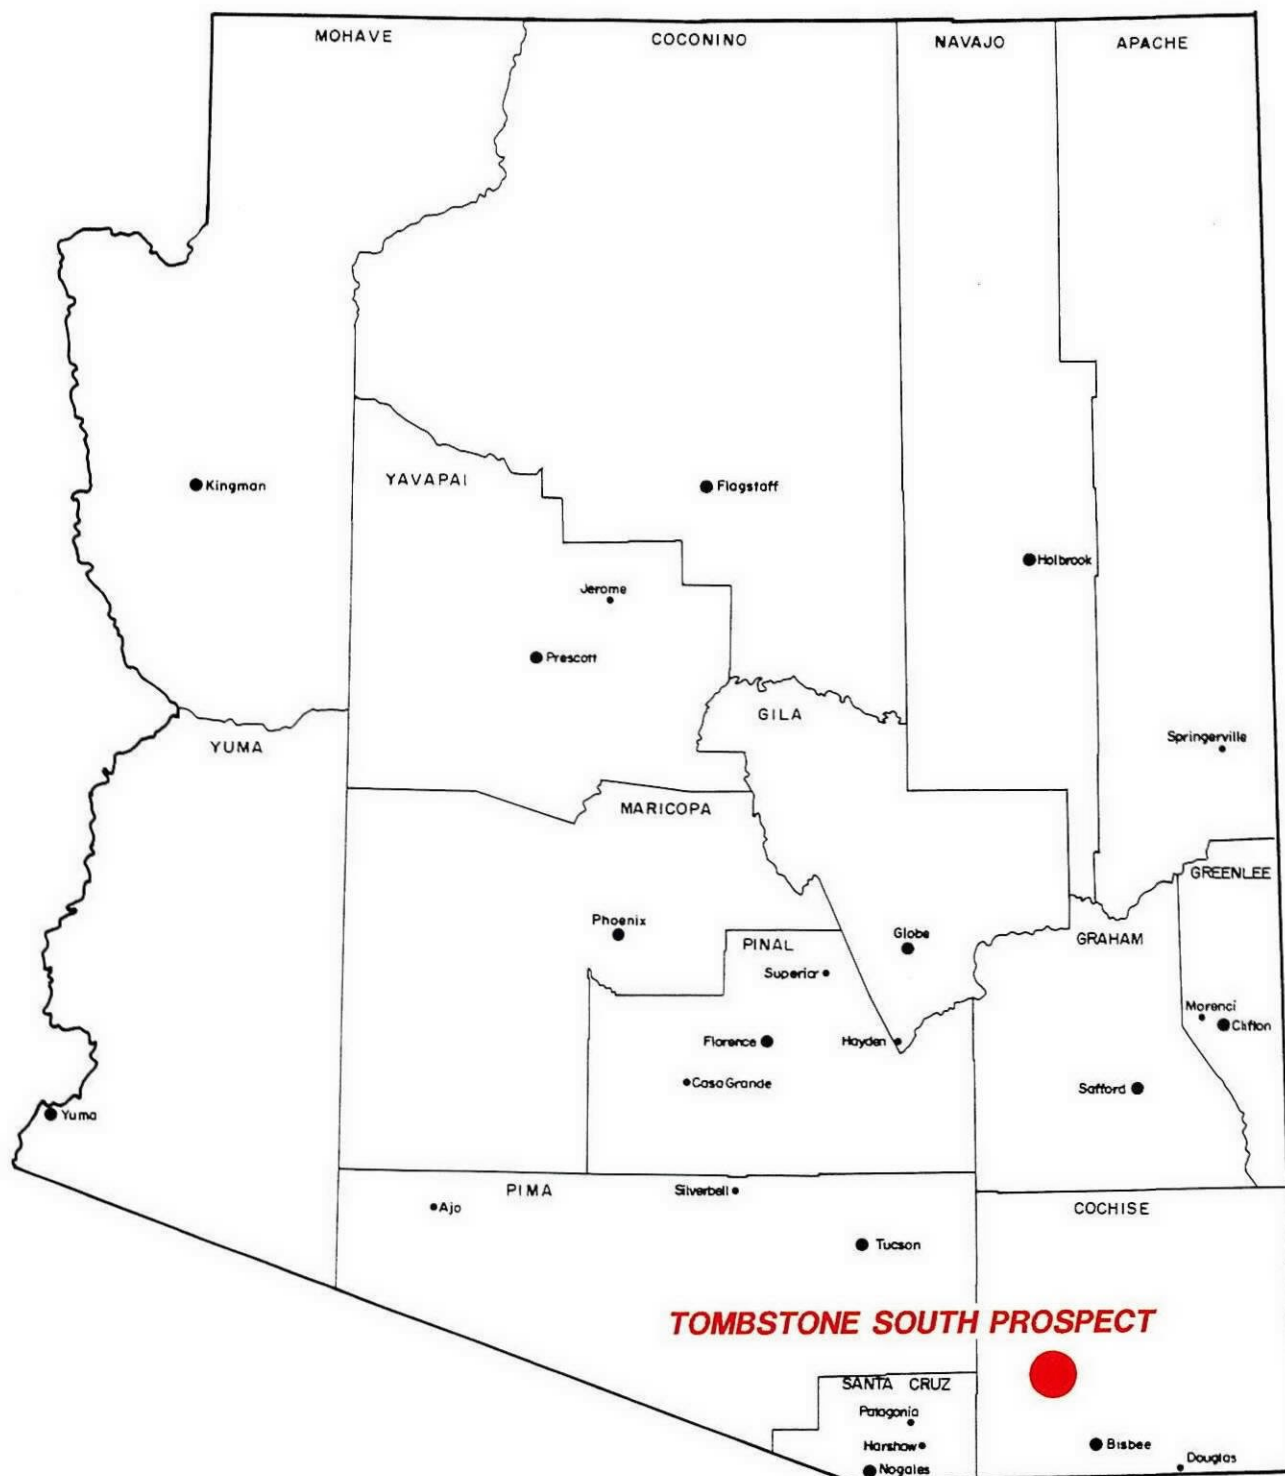 MOHAVE
COCONINO
NAVAJO
APACHE
YAVAPAI
Kingman
Flagstaff
Holbrook
Jerome
Prescott
GILA
YUMA
Springerville
MARICOPA
GREENLEE
Phoenix
PINAL
Globe
GRAHAM
Superior
Morenci
Clifton
Florence
Hayden
Casa Grande
Safford
Yuma
PIMA
Silverbell
Ajo
COCHISE
Tucson
TOMBSTONE SOUTH PROSPECT
SANTA CRUZ
Patagonia
Harshaw
Bisbee
Douglas
Nogales